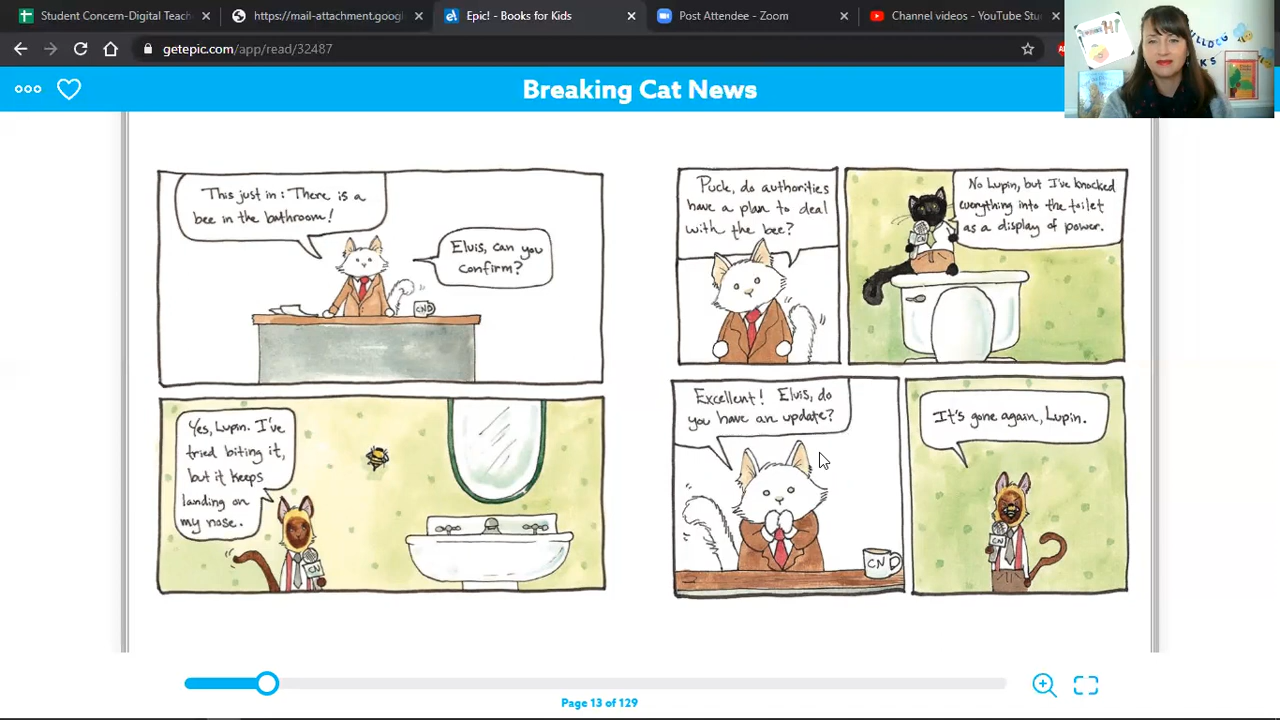 Student Concern-Digital Teach
https://mail-attachment.googl
Epic! - Books for Kids
Post Attendee - Zoom
Channel videos - YouTube Stu
getepic.com/app/read/32487
Breaking Cat News
This just in: There is a
bee in the bathroom!
Elvis, can you
confirm?
CN
Yes, Lupin. I've
tried biting it,
but it keeps
landing on
my nose.
CN
Puck, do authorities
have a plan to deal
with the bee?
No Lupin, but I've knocked
everything into the toilet
as a display of power.
CN
Excellent! Elvis, do
you have an update?
CN
It's gone again, Lupin.
CN
Page 13 of 129